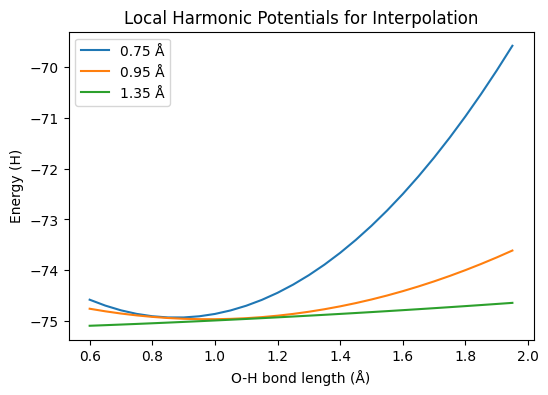 Local Harmonic Potentials for Interpolation
0.75 Å
0.95 Å
1.35 Å
Energy (H)
−70
−71
−72
−73
−74
−75
0.6
0.8
1.0
1.2
1.4
1.6
1.8
2.0
O-H bond length (Å)